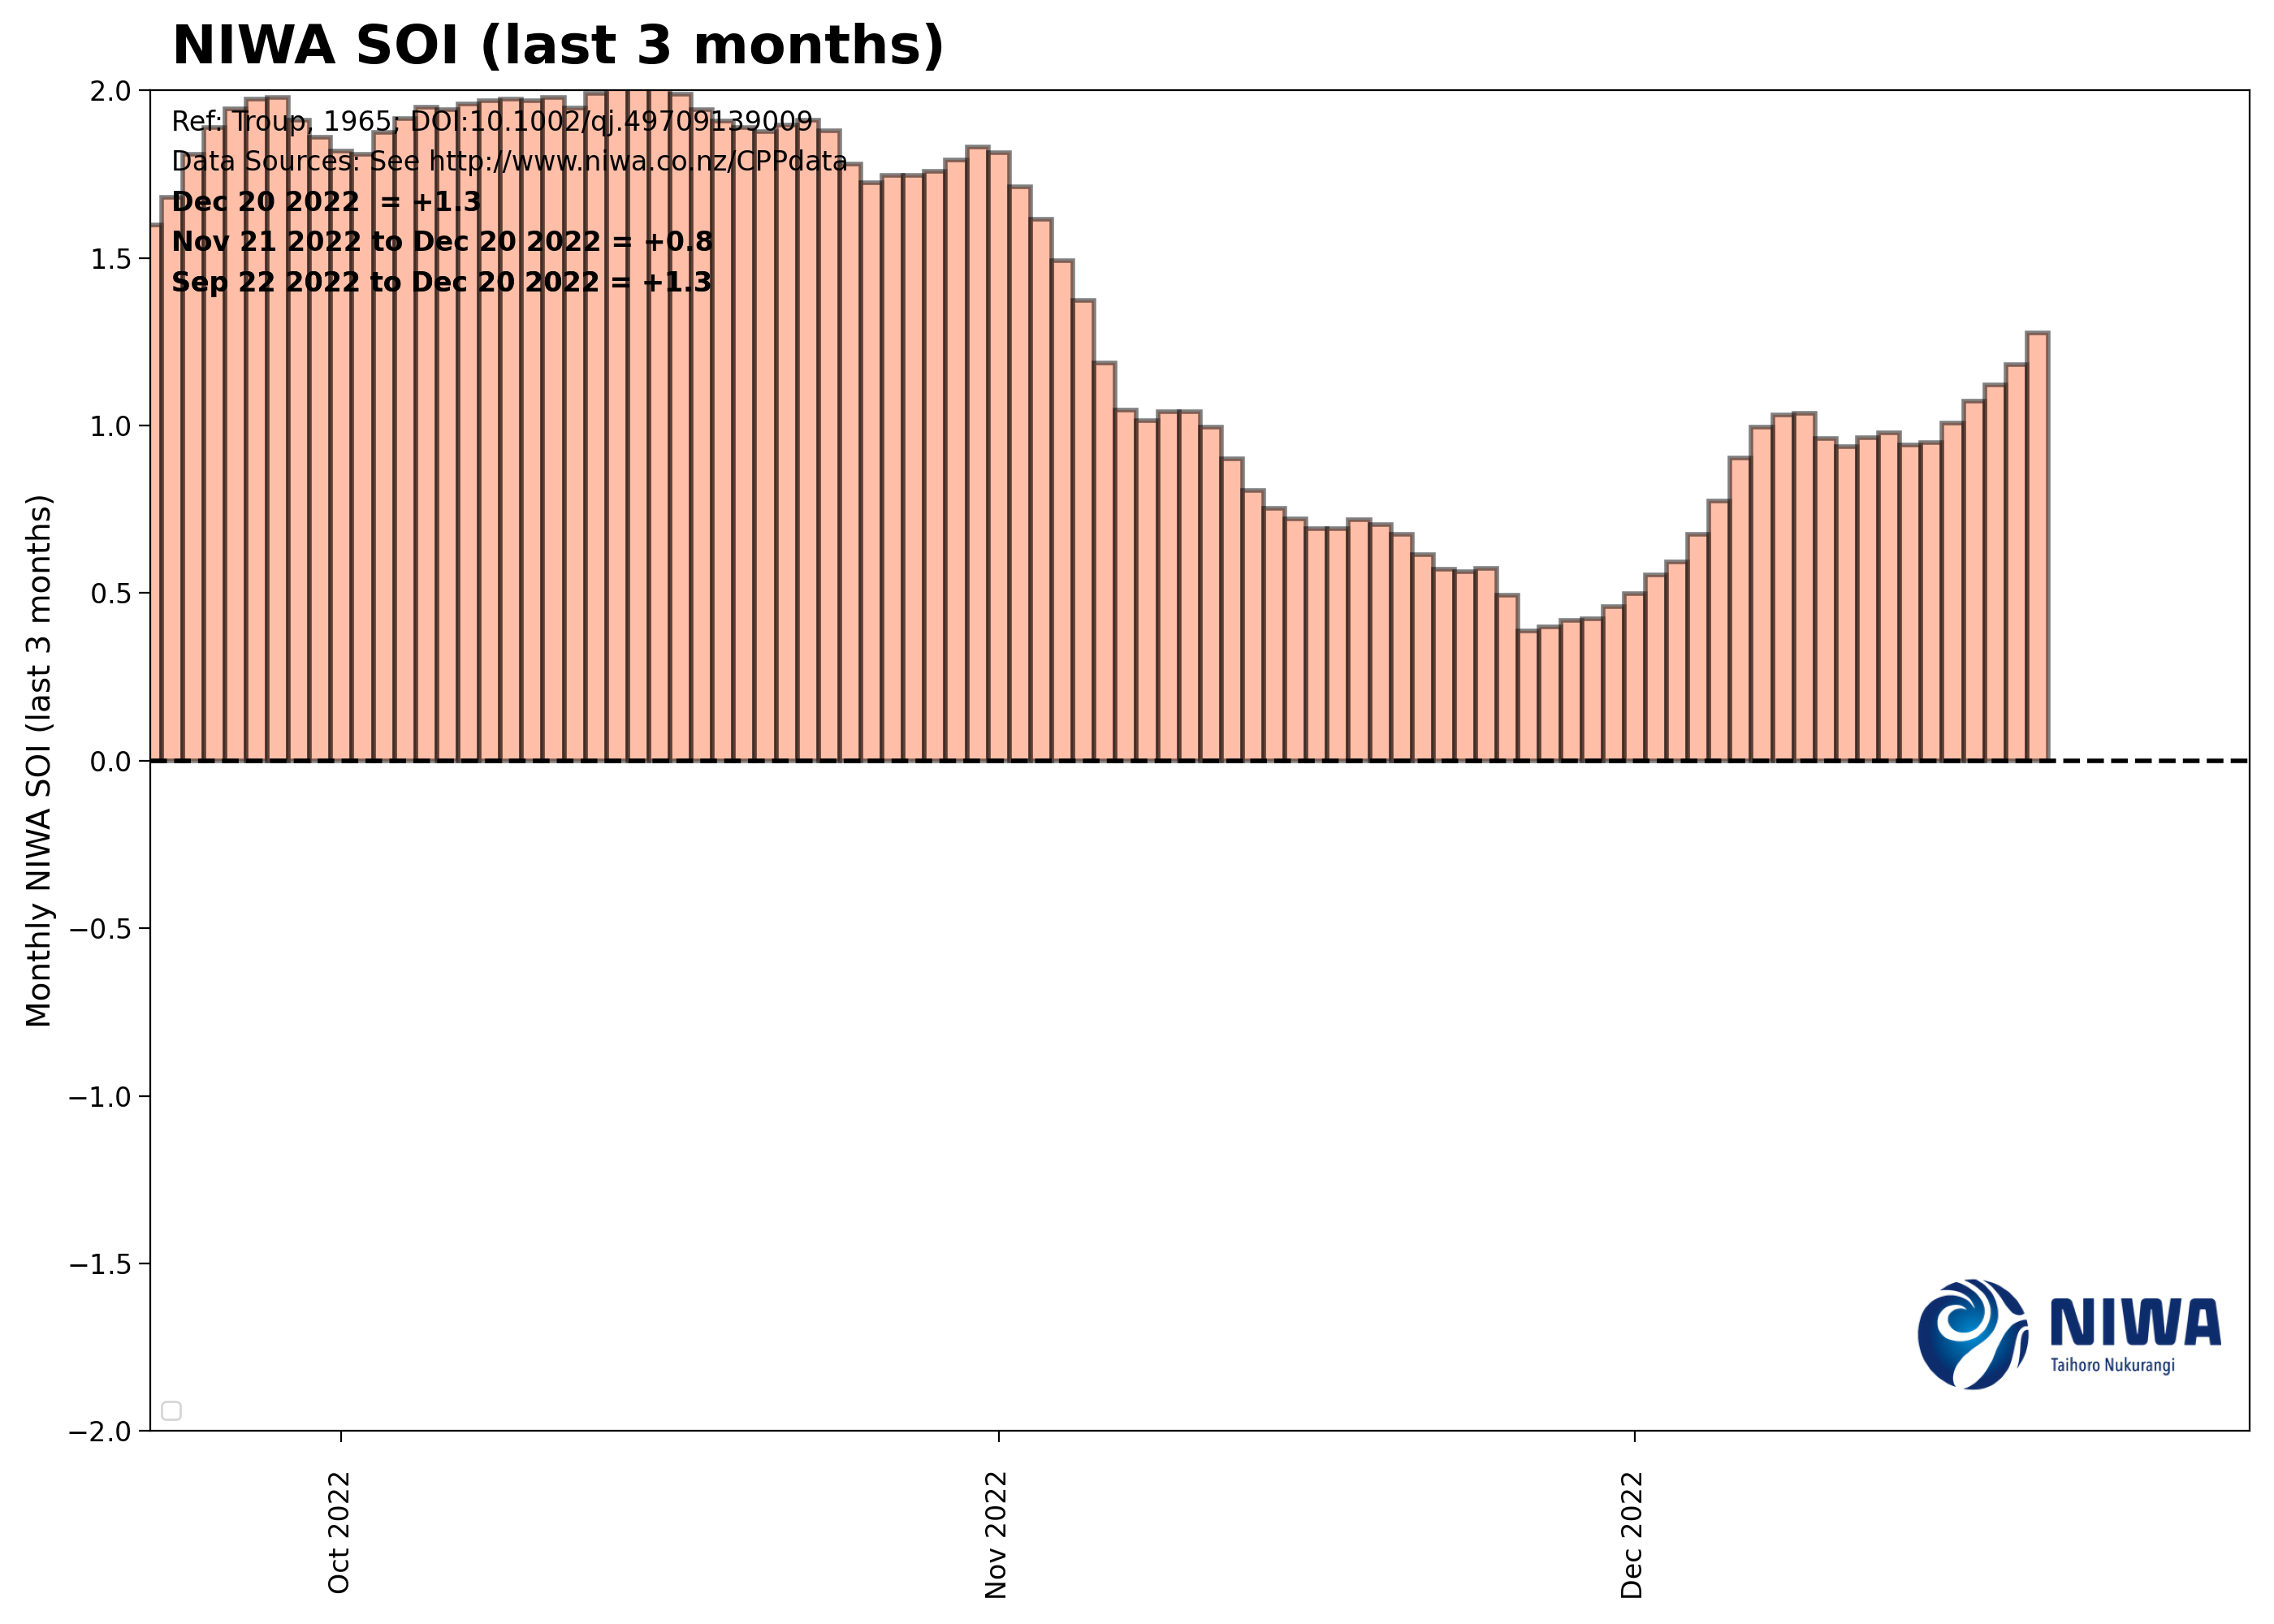 NIWA SOI (last 3 months)
2.0
Ref: Troup, 1965; DOI:10.1002/qj.49709139009
Data Sources: See http://www.niwa.co.nz/CPPdata
Dec 20 2022  = +1.3
Nov 21 2022 to Dec 20 2022 = +0.8
Sep 22 2022 to Dec 20 2022 = +1.3
1.5
1.0
0.5
0.0
−0.5
−1.0
−1.5
−2.0
Monthly NIWA SOI (last 3 months)
NIWA
Taihoro Nukurangi
Oct 2022
Nov 2022
Dec 2022